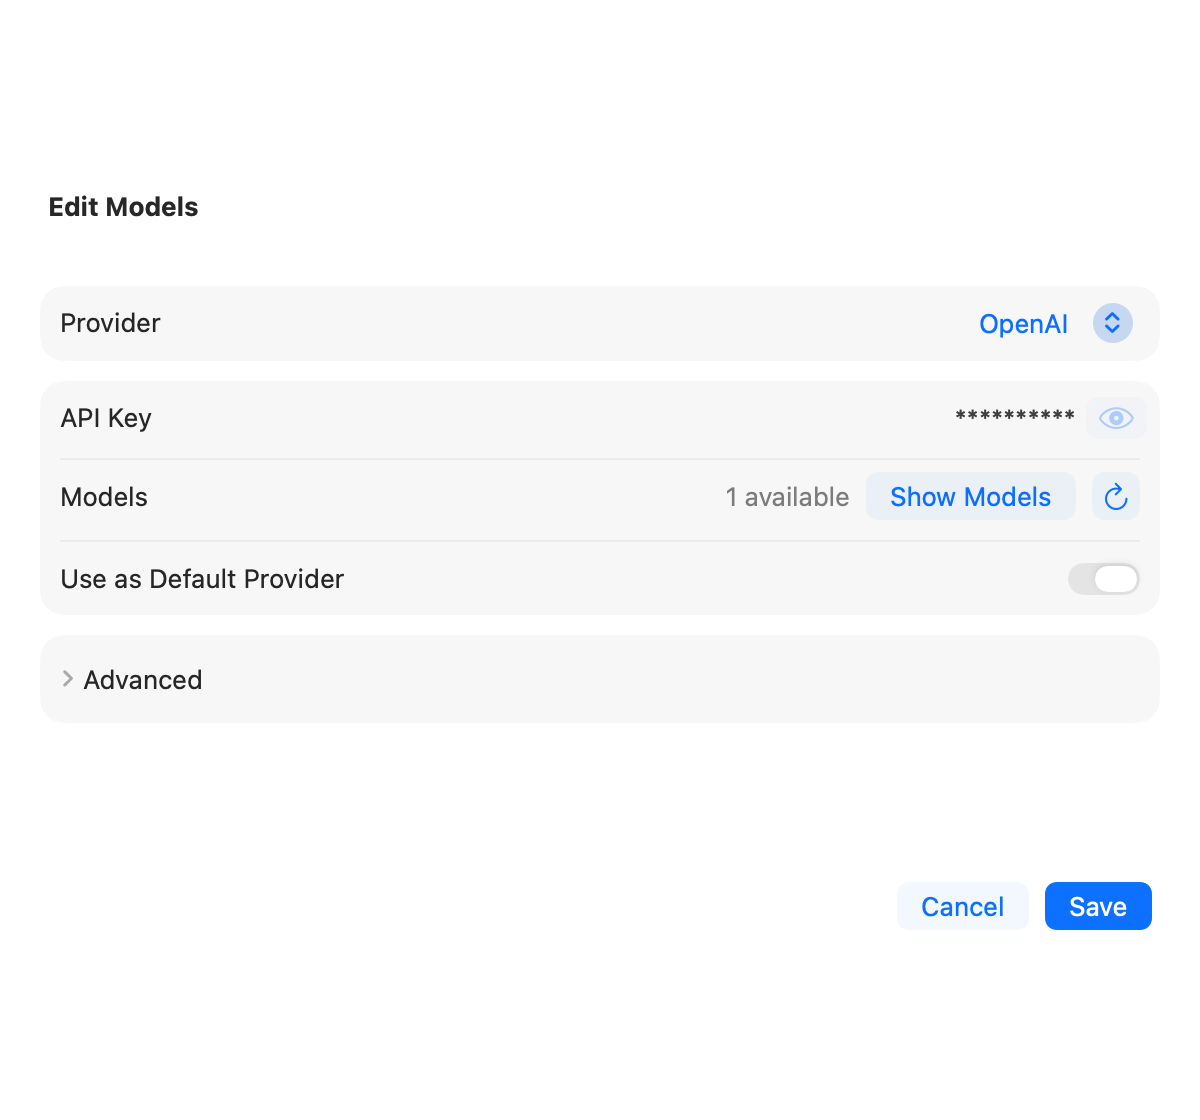 Edit Models
Provider OpenAI
API Key **********
Models 1 available Show Models
Use as Default Provider
Advanced
Cancel Save